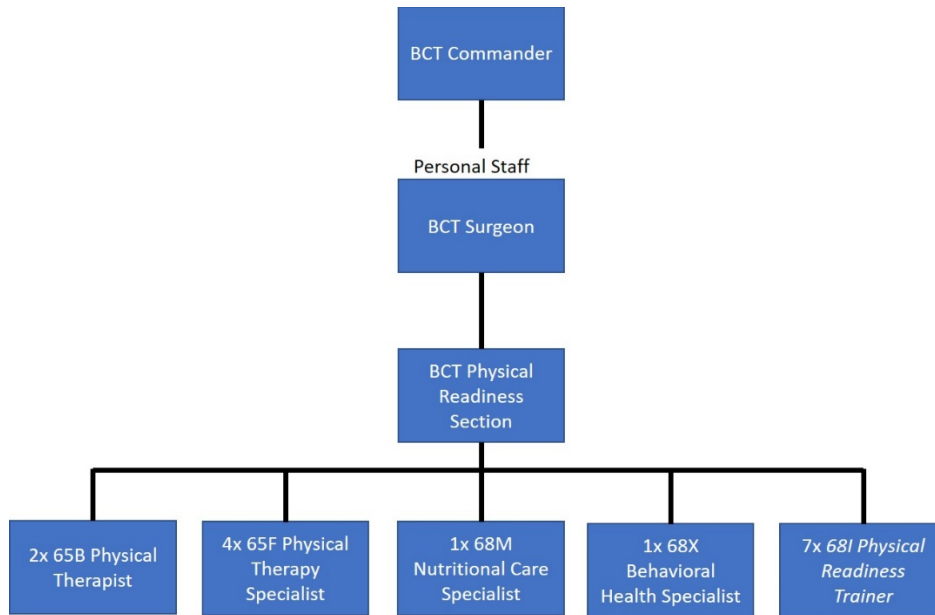 BCT Commander
Personal Staff
BCT Surgeon
BCT Physical
Readiness
Section
2x 65B Physical
Therapist
4x 65F Physical
Therapy
Specialist
1x 68M
Nutritional Care
Specialist
1x 68X
Behavioral
Health Specialist
7x 68I Physical
Readiness
Trainer